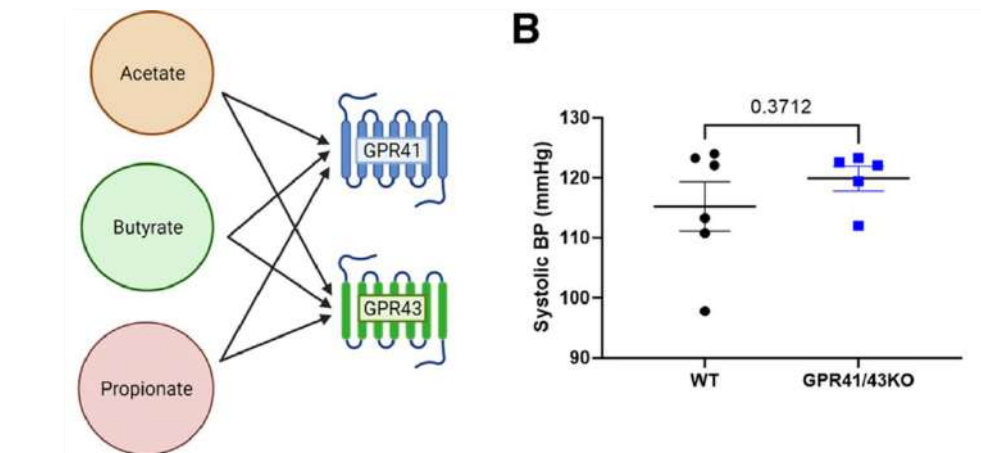 Acetate
Butyrate
Propionate
GPR41
GPR43
B
0.3712
Systolic BP (mmHg)
130
120
110
100
90
WT
GPR41/43KO